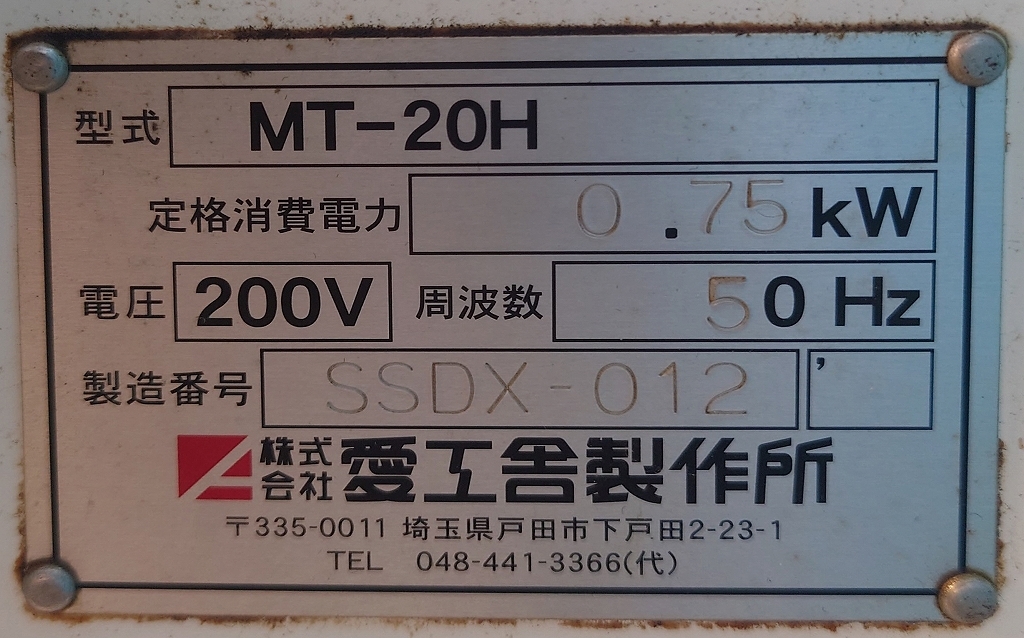 型式 MT-20H
定格消費電力 0.75kW
電圧 200V 周波数 50 Hz
製造番号 SSDX-012 ’
株式会社 愛工舎製作所
〒335-0011 埼玉県戸田市下戸田2-23-1
TEL 048-441-3366(代)